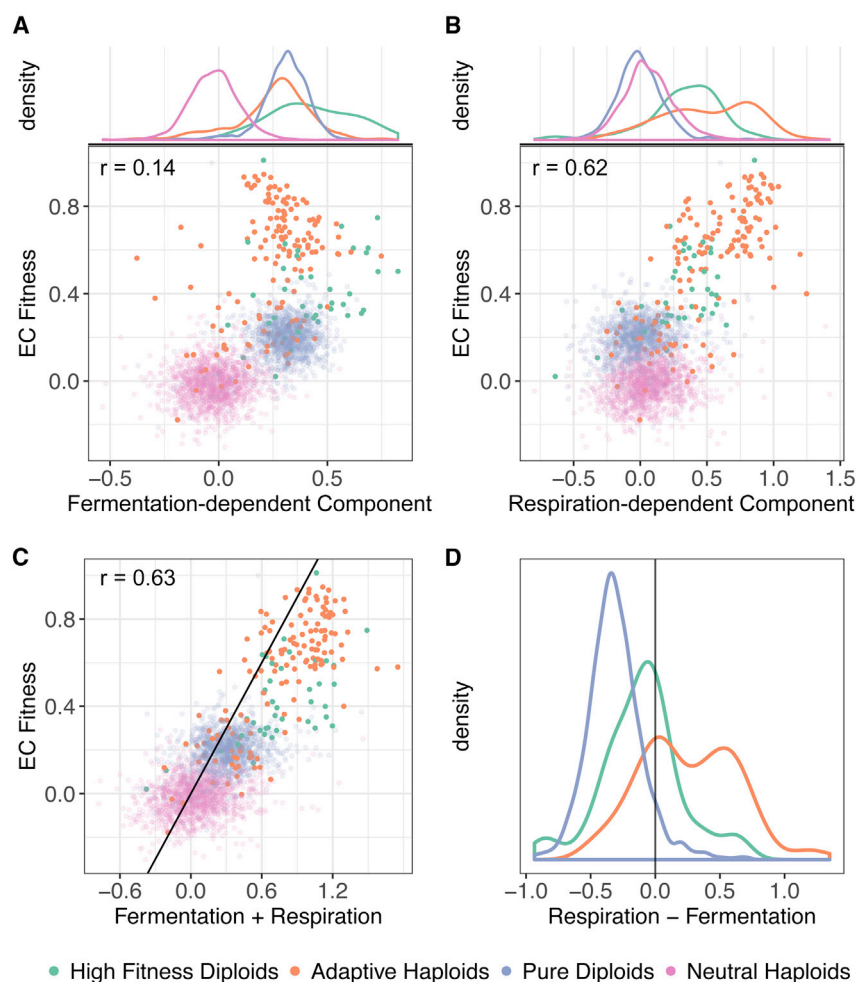 A
density
r = 0.14
EC Fitness
0.8
0.4
0.0
−0.5 0.0 0.5
Fermentation-dependent Component
B
density
r = 0.62
EC Fitness
0.8
0.4
0.0
−0.5 0.0 0.5 1.0 1.5
Respiration-dependent Component
C
r = 0.63
EC Fitness
0.8
0.4
0.0
−0.6 0.0 0.6 1.2
Fermentation + Respiration
D
density
−1.0 −0.5 0.0 0.5 1.0
Respiration − Fermentation
High Fitness Diploids Adaptive Haploids Pure Diploids Neutral Haploids